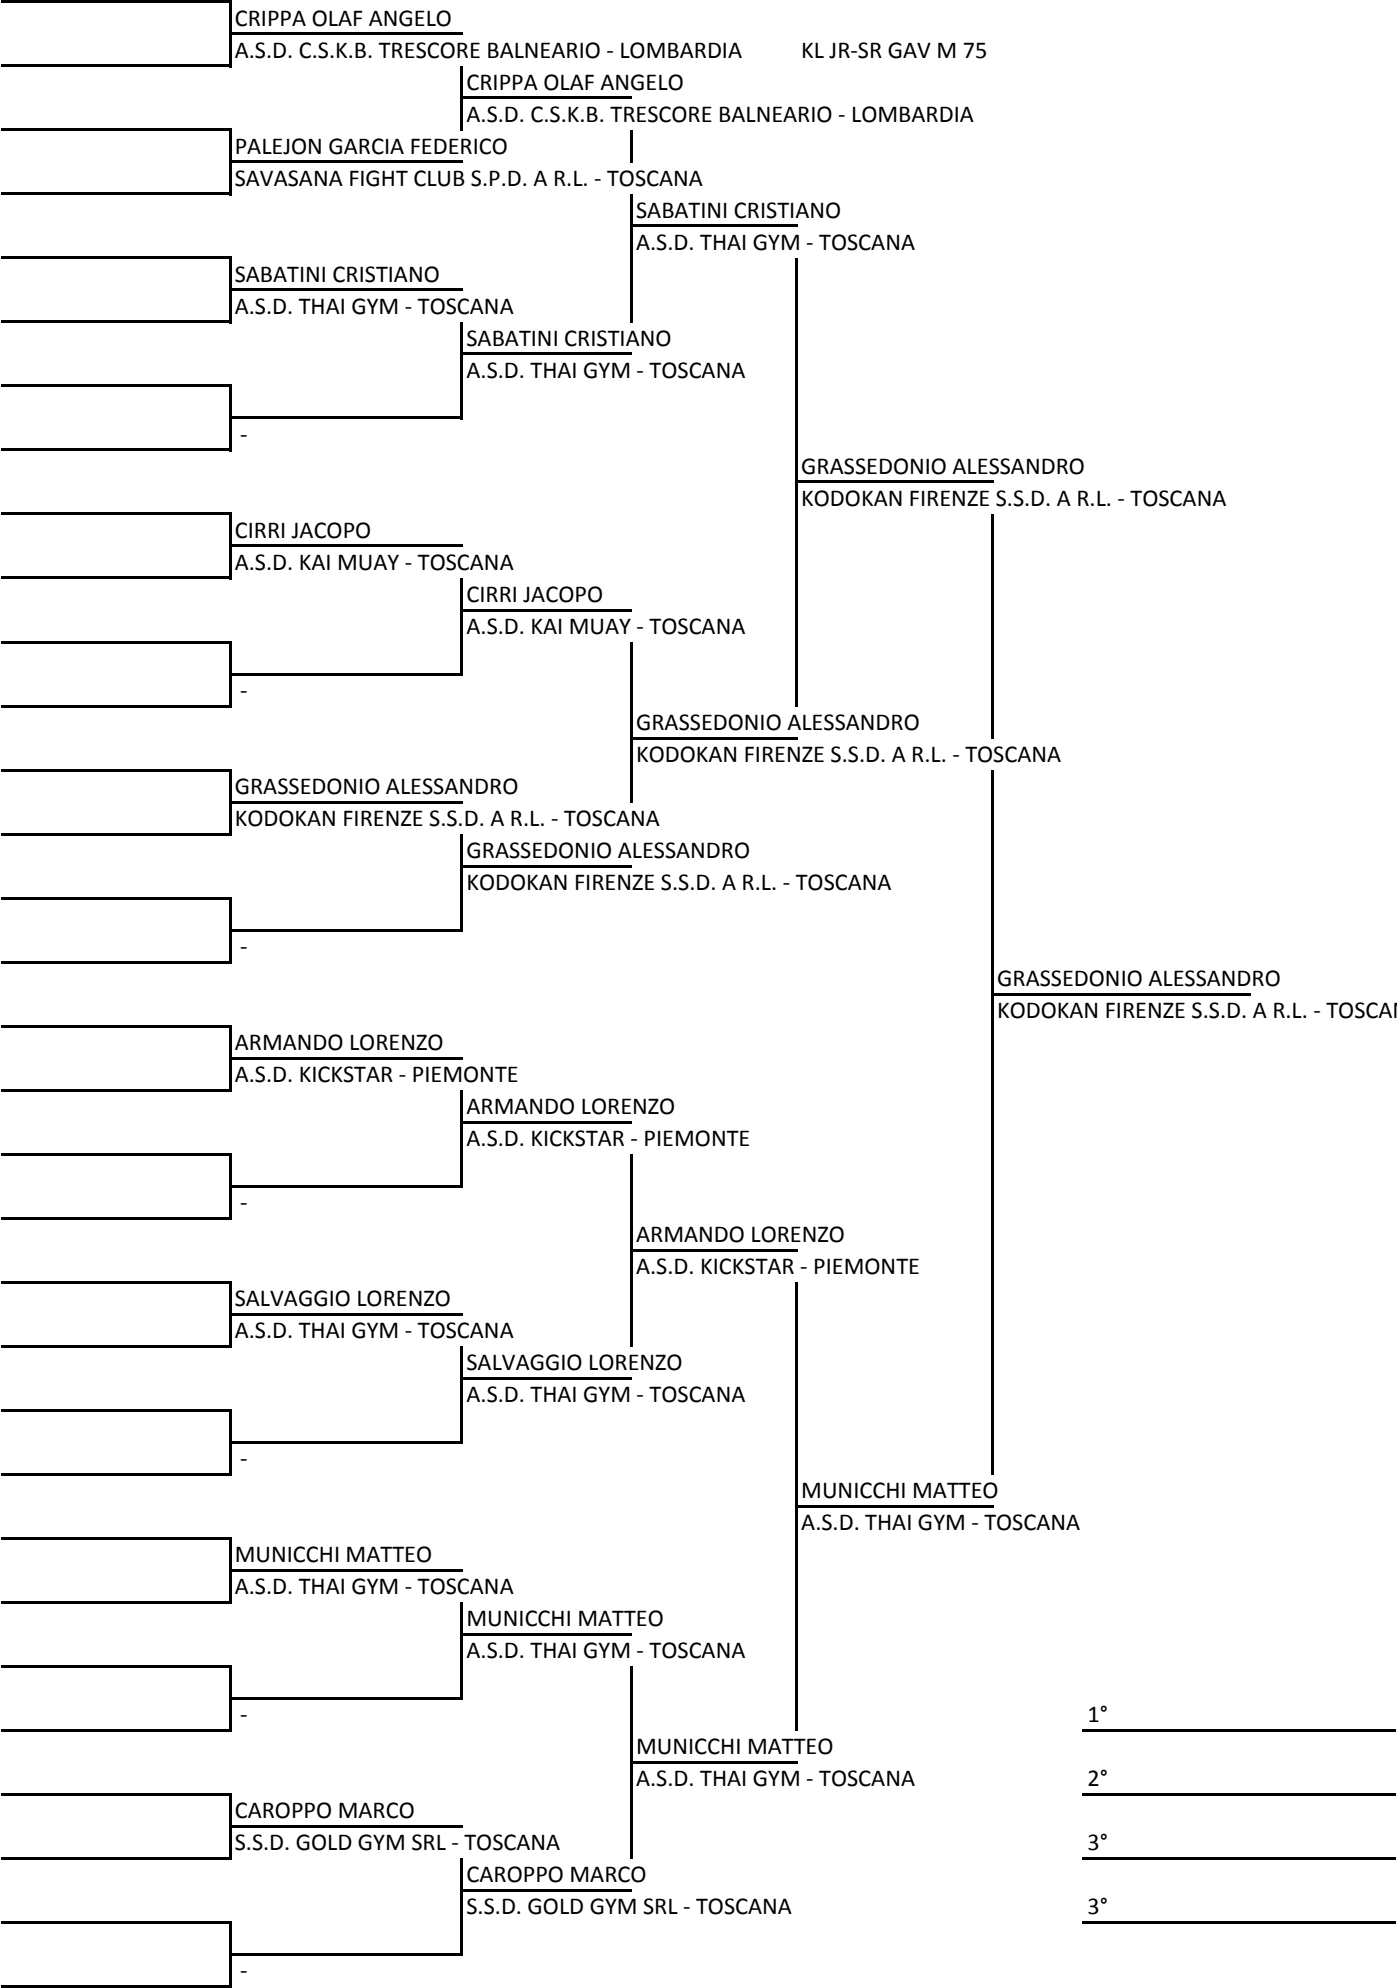 CRIPPA OLAF ANGELO
A.S.D. C.S.K.B. TRESCORE BALNEARIO - LOMBARDIA KL JR-SR GAV M 75
CRIPPA OLAF ANGELO
A.S.D. C.S.K.B. TRESCORE BALNEARIO - LOMBARDIA
PALEJON GARCIA FEDERICO
SAVASANA FIGHT CLUB S.P.D. A R.L. - TOSCANA
SABATINI CRISTIANO
A.S.D. THAI GYM - TOSCANA
SABATINI CRISTIANO
A.S.D. THAI GYM - TOSCANA
SABATINI CRISTIANO
A.S.D. THAI GYM - TOSCANA
-
GRASSEDONIO ALESSANDRO
KODOKAN FIRENZE S.S.D. A R.L. - TOSCANA
CIRRI JACOPO
A.S.D. KAI MUAY - TOSCANA
CIRRI JACOPO
A.S.D. KAI MUAY - TOSCANA
-
GRASSEDONIO ALESSANDRO
KODOKAN FIRENZE S.S.D. A R.L. - TOSCANA
GRASSEDONIO ALESSANDRO
KODOKAN FIRENZE S.S.D. A R.L. - TOSCANA
GRASSEDONIO ALESSANDRO
KODOKAN FIRENZE S.S.D. A R.L. - TOSCANA
-
GRASSEDONIO ALESSANDRO
KODOKAN FIRENZE S.S.D. A R.L. - TOSCAN
ARMANDO LORENZO
A.S.D. KICKSTAR - PIEMONTE
ARMANDO LORENZO
A.S.D. KICKSTAR - PIEMONTE
-
ARMANDO LORENZO
A.S.D. KICKSTAR - PIEMONTE
SALVAGGIO LORENZO
A.S.D. THAI GYM - TOSCANA
SALVAGGIO LORENZO
A.S.D. THAI GYM - TOSCANA
-
MUNICCHI MATTEO
A.S.D. THAI GYM - TOSCANA
MUNICCHI MATTEO
A.S.D. THAI GYM - TOSCANA
MUNICCHI MATTEO
A.S.D. THAI GYM - TOSCANA
- 1°
MUNICCHI MATTEO
A.S.D. THAI GYM - TOSCANA 2°
CAROPPO MARCO
S.S.D. GOLD GYM SRL - TOSCANA 3°
CAROPPO MARCO
S.S.D. GOLD GYM SRL - TOSCANA 3°
-